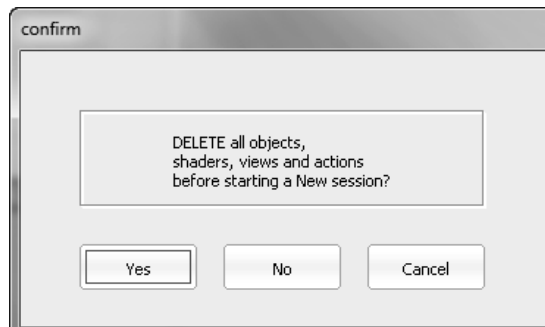 confirm
DELETE all objects,
shaders, views and actions
before starting a New session?
Yes No Cancel